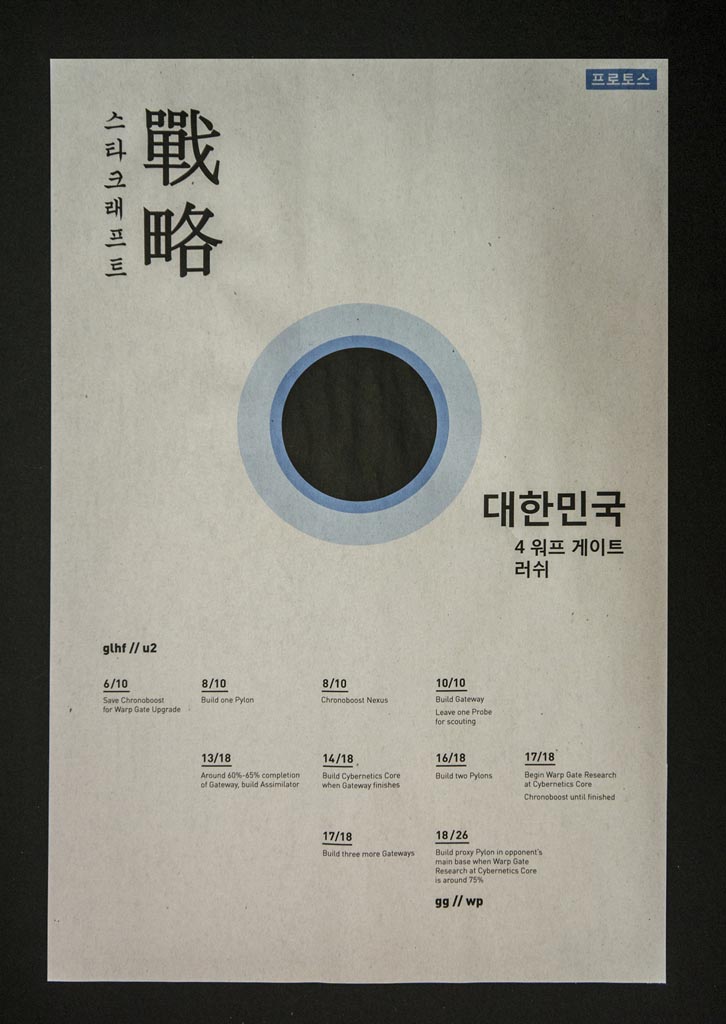 프로토스
戰略
스타크래프트
대한민국
4 워프 게이트
러쉬
glhf // u2
6/10
Save Chronoboost
for Warp Gate Upgrade
8/10
Build one Pylon
8/10
Chronoboost Nexus
10/10
Build Gateway
Leave one Probe
for scouting
13/18
Around 60%-65% completion
of Gateway, build Assimilator
14/18
Build Cybernetics Core
when Gateway finishes
16/18
Build two Pylons
17/18
Begin Warp Gate Research
at Cybernetics Core
Chronoboost until finished
17/18
Build three more Gateways
18/26
Build proxy Pylon in opponent's
main base when Warp Gate
Research at Cybernetics Core
is around 75%
gg // wp